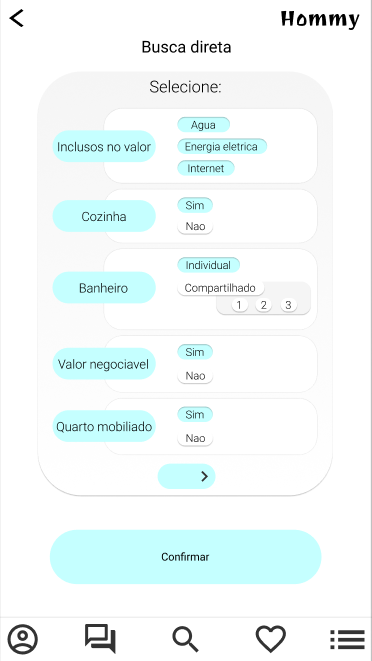 Hommy
Busca direta
Selecione:
Inclusos no valor
Agua
Energia eletrica
Internet
Cozinha
Sim
Nao
Banheiro
Individual
Compartilhado
1 2 3
Valor negociavel
Sim
Nao
Quarto mobiliado
Sim
Nao
Confirmar